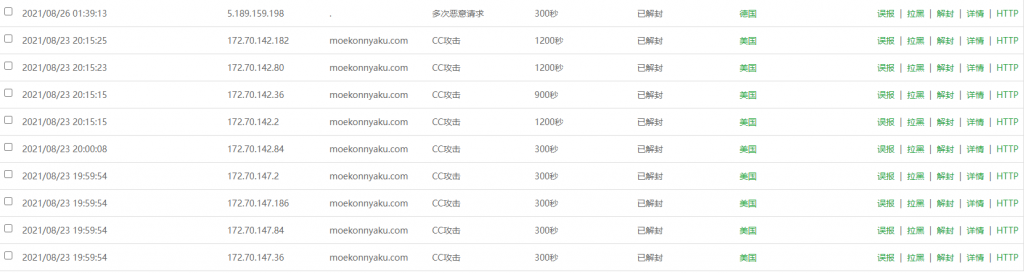 2021/08/26 01:39:13 5.189.159.198 . 多次恶意请求 300秒 已解封 德国 误报 | 拉黑 | 解封 | 详情 | HTTP
2021/08/23 20:15:25 172.70.142.182 moekonnyaku.com CC攻击 1200秒 已解封 美国 误报 | 拉黑 | 解封 | 详情 | HTTP
2021/08/23 20:15:23 172.70.142.80 moekonnyaku.com CC攻击 1200秒 已解封 美国 误报 | 拉黑 | 解封 | 详情 | HTTP
2021/08/23 20:15:15 172.70.142.36 moekonnyaku.com CC攻击 900秒 已解封 美国 误报 | 拉黑 | 解封 | 详情 | HTTP
2021/08/23 20:15:15 172.70.142.2 moekonnyaku.com CC攻击 1200秒 已解封 美国 误报 | 拉黑 | 解封 | 详情 | HTTP
2021/08/23 20:00:08 172.70.142.84 moekonnyaku.com CC攻击 300秒 已解封 美国 误报 | 拉黑 | 解封 | 详情 | HTTP
2021/08/23 19:59:54 172.70.147.2 moekonnyaku.com CC攻击 300秒 已解封 美国 误报 | 拉黑 | 解封 | 详情 | HTTP
2021/08/23 19:59:54 172.70.147.186 moekonnyaku.com CC攻击 300秒 已解封 美国 误报 | 拉黑 | 解封 | 详情 | HTTP
2021/08/23 19:59:54 172.70.147.84 moekonnyaku.com CC攻击 300秒 已解封 美国 误报 | 拉黑 | 解封 | 详情 | HTTP
2021/08/23 19:59:54 172.70.147.36 moekonnyaku.com CC攻击 300秒 已解封 美国 误报 | 拉黑 | 解封 | 详情 | HTTP